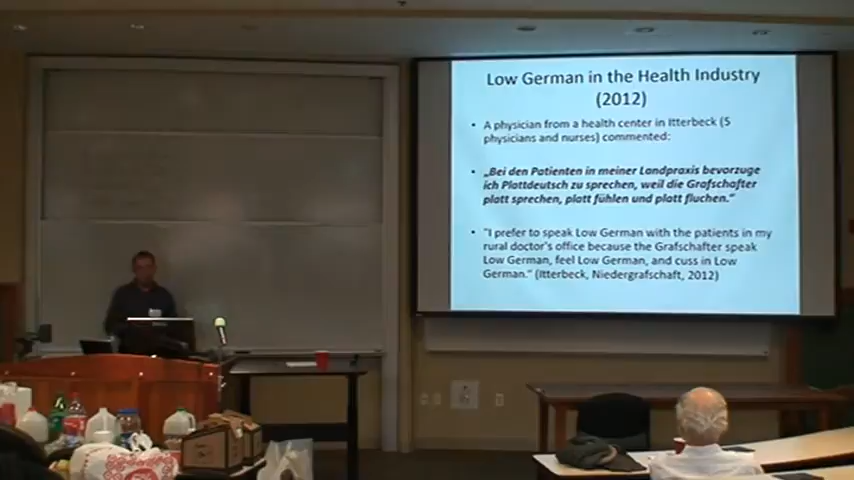 Low German in the Health Industry
(2012)
• A physician from a health center in Itterbeck (5
physicians and nurses) commented:
• „Bei den Patienten in meiner Landpraxis bevorzuge
ich Plattdeutsch zu sprechen, weil die Grafschafter
platt sprechen, platt fühlen und platt fluchen."
• "I prefer to speak Low German with the patients in my
rural doctor's office because the Grafschafter speak
Low German, feel Low German, and cuss in Low
German." (Itterbeck, Niedergrafschaft, 2012)